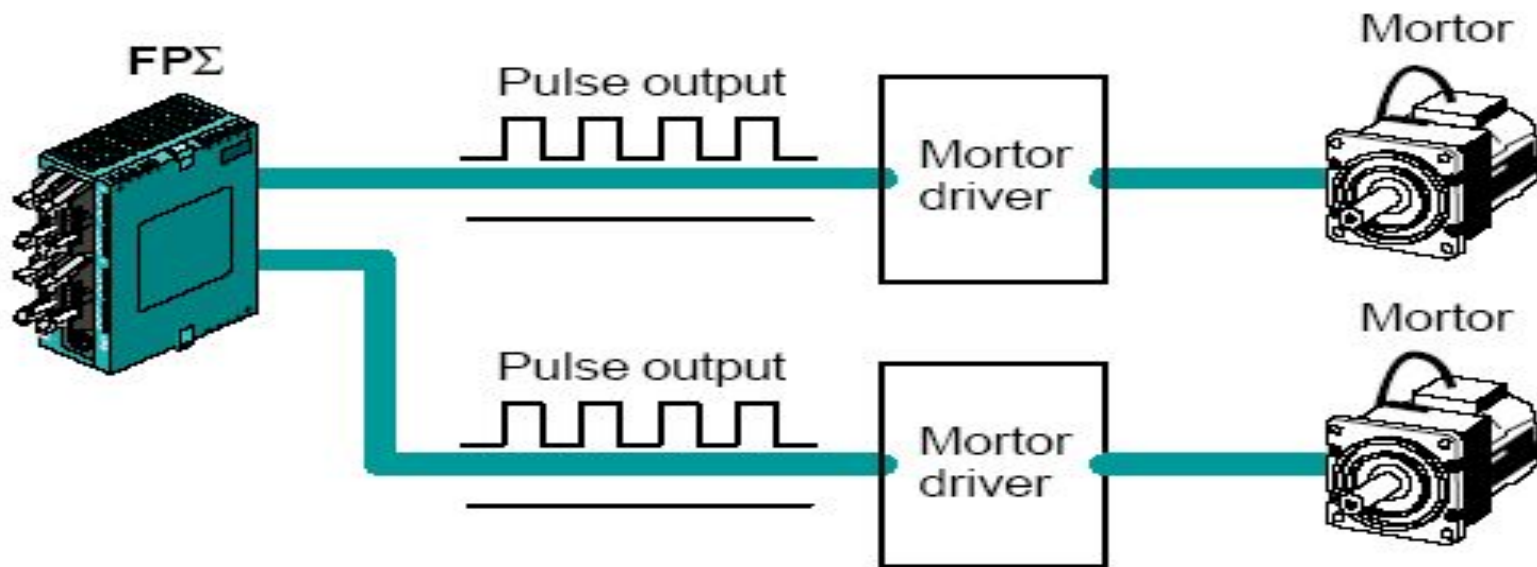 FPΣ
Pulse output
Mortor
driver
Mortor
Pulse output
Mortor
driver
Mortor